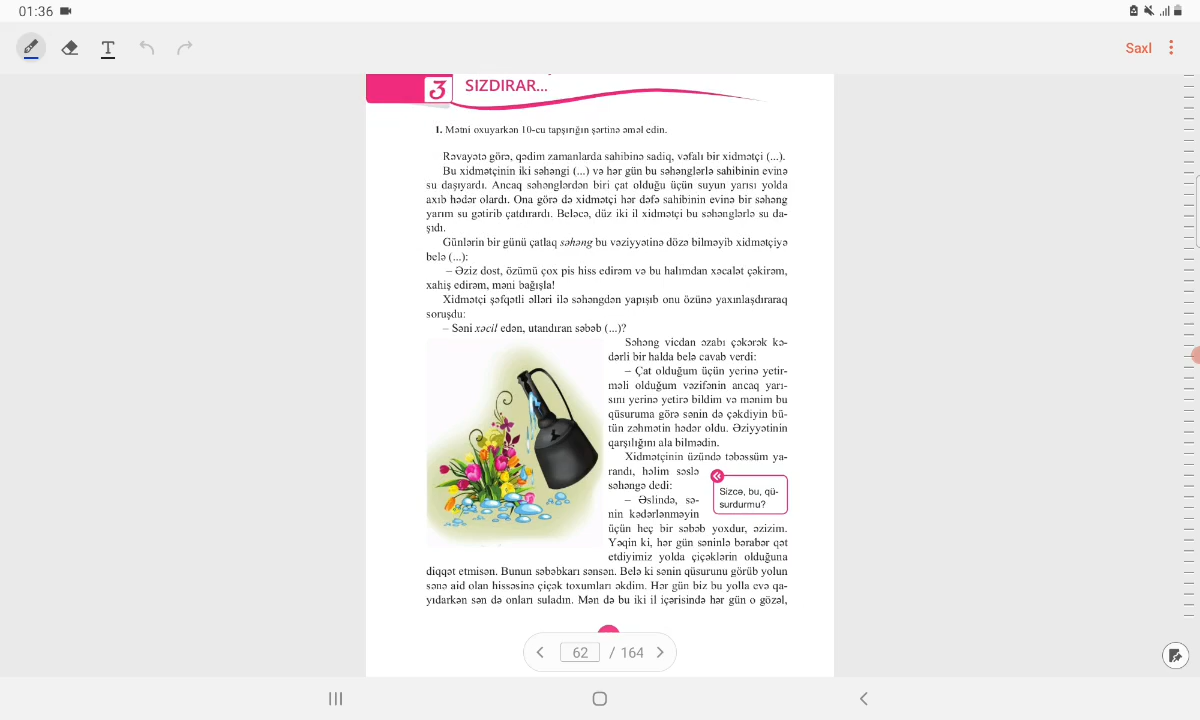 01:36
T
Saxl
3
SIZDIRAR...
1. Mətni oxuyarkən 10-cu tapşırığın şərtinə əməl edin.
Rəvayətə görə, qədim zamanlarda sahibinə sadiq, vəfalı bir xidmətçi (...).
Bu xidmətçinin iki səhəngi (...) və hər gün bu səhənglərlə sahibinin evinə
su daşıyardı. Ancaq səhənglərdən biri çat olduğu üçün suyun yarısı yolda
axıb hədər olardı. Ona görə də xidmətçi hər dəfə sahibinin evinə bir səhəng
yarım su gətirib çatdırardı. Beləcə, düz iki il xidmətçi bu səhənglərlə su da-
şıdı.
Günlərin bir günü çatlaq səhəng bu vəziyyətinə dözə bilməyib xidmətçiyə
belə (...):
– Əziz dost, özümü çox pis hiss edirəm və bu halımdan xəcalət çəkirəm,
xahiş edirəm, məni bağışla!
Xidmətçi şəfqətli əlləri ilə səhəngdən yapışıb onu özünə yaxınlaşdıraraq
soruşdu:
– Səni xəcil edən, utandıran səbəb (...)?
Səhəng vicdan əzabı çəkərək kə-
dərli bir halda belə cavab verdi:
– Çat olduğum üçün yerinə yetir-
məli olduğum vəzifənin ancaq yarı-
sını yerinə yetirə bildim və mənim bu
qüsuruma görə sənin də çəkdiyin bü-
tün zəhmətin hədər oldu. Əziyyətinin
qarşılığını ala bilmədin.
Xidmətçinin üzündə təbəssüm ya-
randı, həlim səslə
səhəngə dedi:
– Əslində, sə-
nin kədərlənməyin
üçün heç bir səbəb yoxdur, əzizim.
Yəqin ki, hər gün səninlə bərabər qət
etdiyimiz yolda çiçəklərin olduğuna
diqqət etmisən. Bunun səbəbkarı sənsən. Belə ki sənin qüsurunu görüb yolun
sənə aid olan hissəsinə çiçək toxumları əkdim. Hər gün biz bu yolla evə qa-
yıdarkən sən də onları suladın. Mən də bu iki il içərisində hər gün o gözəl,
Sizcə, bu, qü-
surdurmu?
62 / 164